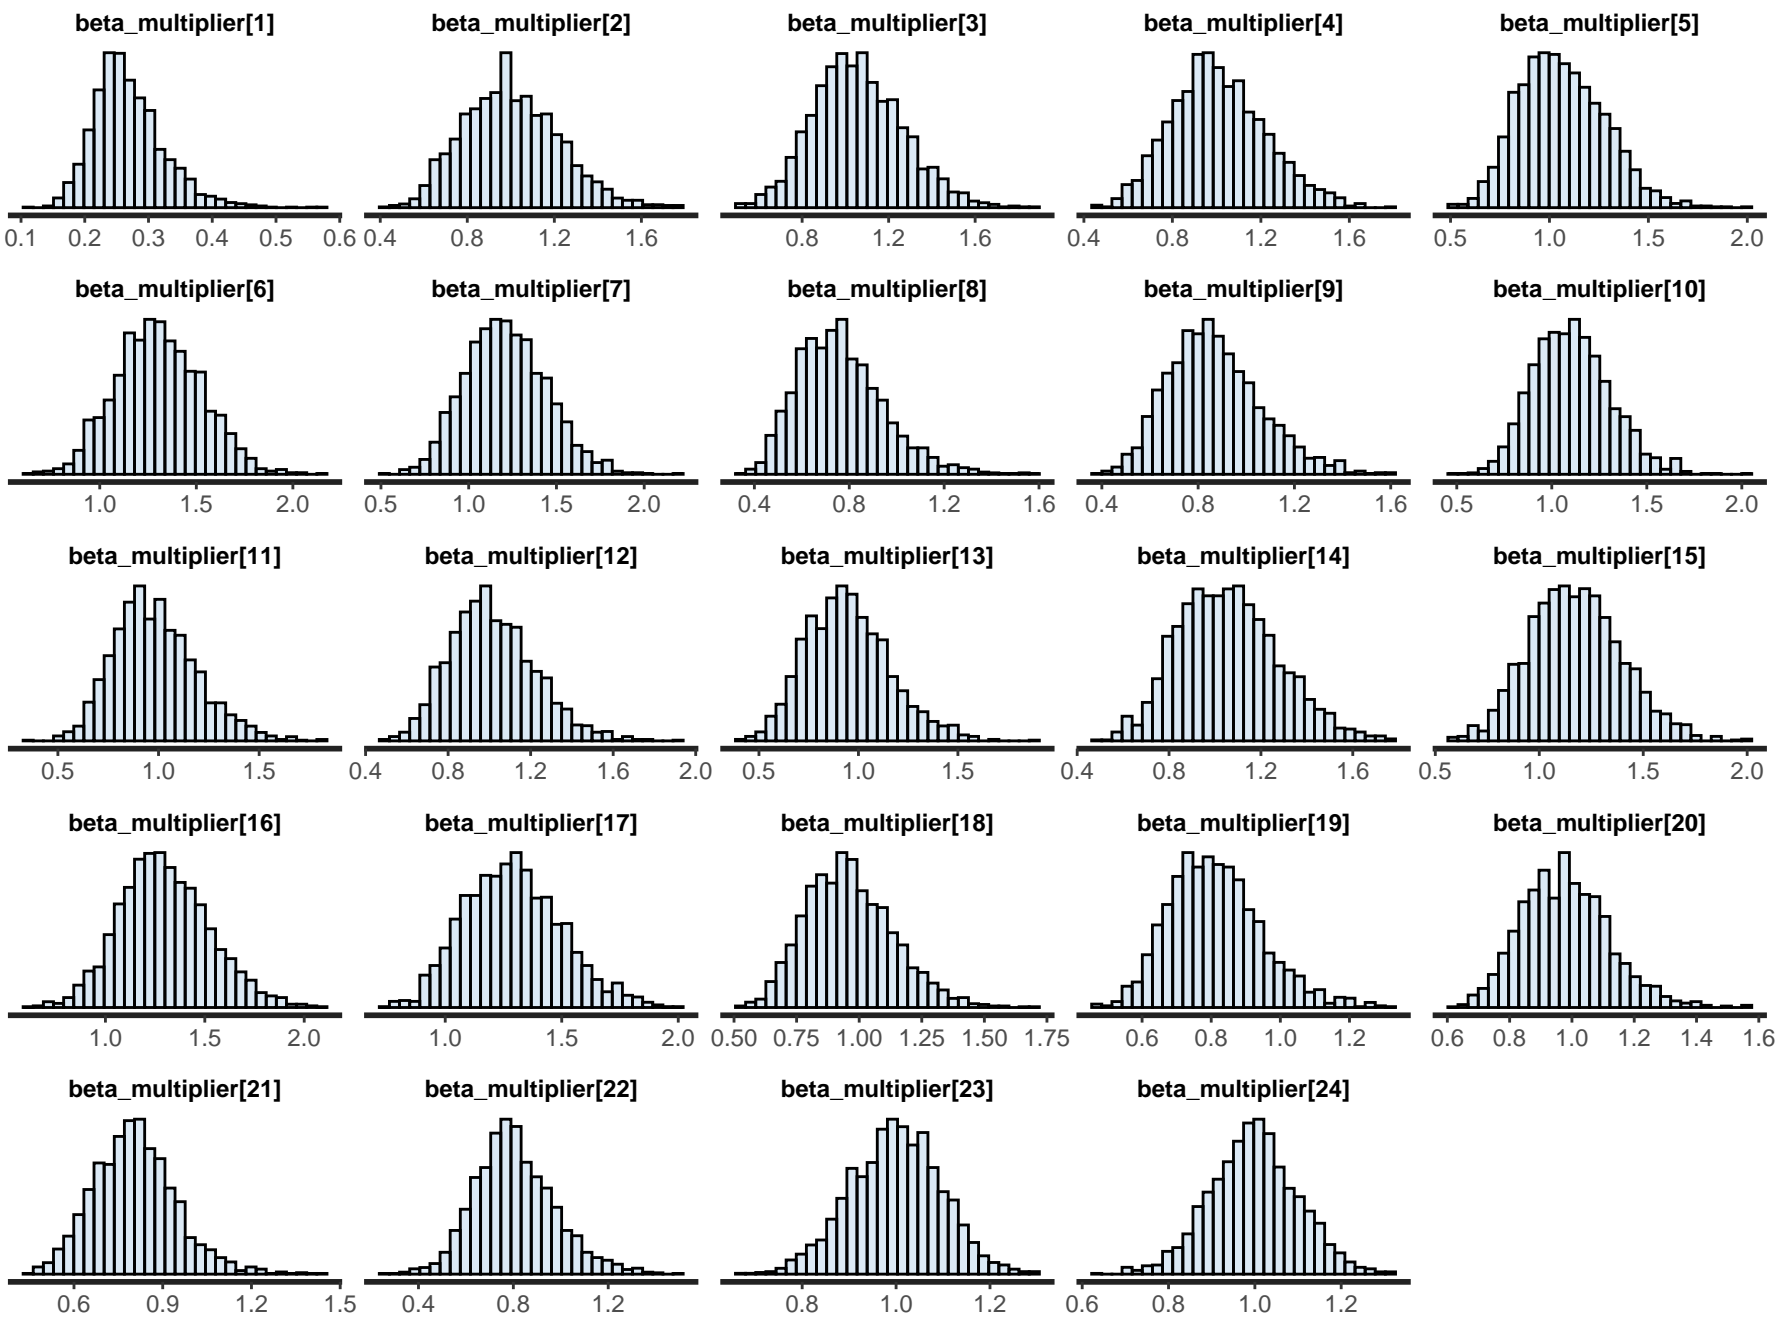 beta_multiplier[1] beta_multiplier[2] beta_multiplier[3] beta_multiplier[4] beta_multiplier[5]
0.1 0.2 0.3 0.4 0.5 0.6 0.4 0.8 1.2 1.6 0.8 1.2 1.6 0.4 0.8 1.2 1.6 0.5 1.0 1.5 2.0
beta_multiplier[6] beta_multiplier[7] beta_multiplier[8] beta_multiplier[9] beta_multiplier[10]
1.0 1.5 2.0 0.5 1.0 1.5 2.0 0.4 0.8 1.2 1.6 0.4 0.8 1.2 1.6 0.5 1.0 1.5 2.0
beta_multiplier[11] beta_multiplier[12] beta_multiplier[13] beta_multiplier[14] beta_multiplier[15]
0.5 1.0 1.5 0.4 0.8 1.2 1.6 2.0 0.5 1.0 1.5 0.4 0.8 1.2 1.6 0.5 1.0 1.5 2.0
beta_multiplier[16] beta_multiplier[17] beta_multiplier[18] beta_multiplier[19] beta_multiplier[20]
1.0 1.5 2.0 1.0 1.5 2.0 0.50 0.75 1.00 1.25 1.50 1.75 0.6 0.8 1.0 1.2 0.6 0.8 1.0 1.2 1.4 1.6
beta_multiplier[21] beta_multiplier[22] beta_multiplier[23] beta_multiplier[24]
0.6 0.9 1.2 1.5 0.4 0.8 1.2 0.8 1.0 1.2 0.6 0.8 1.0 1.2